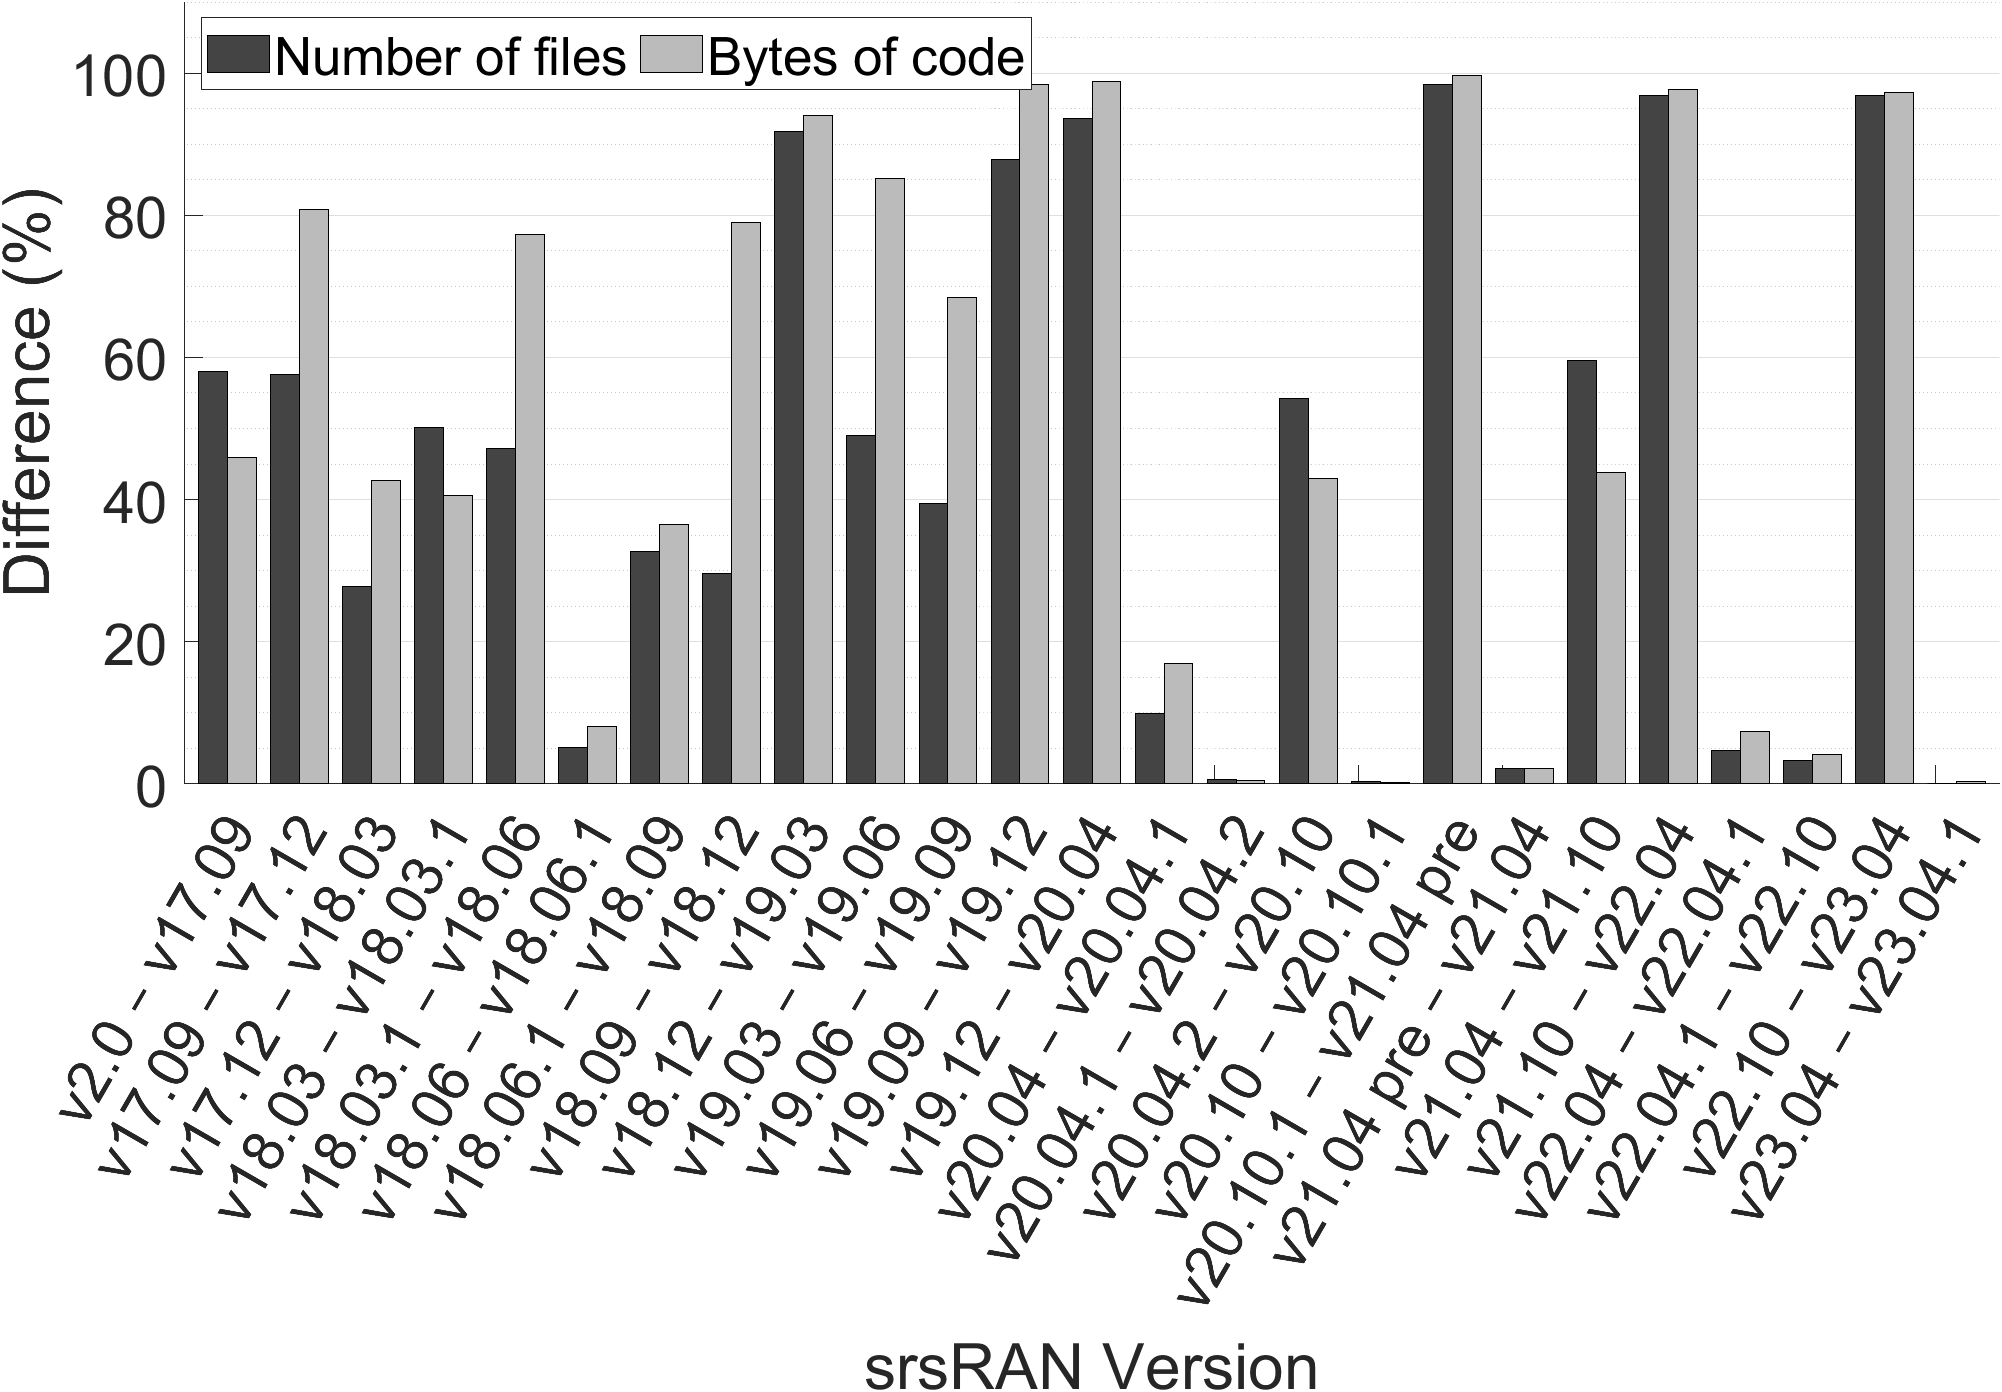 Number of files
Bytes of code
Difference (%)
100
80
60
40
20
0
v2.0 – v17.09
v17.09 – v17.12
v17.12 – v18.03
v18.03 – v18.03.1
v18.03.1 – v18.06
v18.06 – v18.06.1
v18.06.1 – v18.09
v18.09 – v18.12
v18.12 – v19.03
v19.03 – v19.06
v19.06 – v19.09
v19.09 – v19.12
v19.12 – v20.04
v20.04 – v20.04.1
v20.04.1 – v20.04.2
v20.04.2 – v20.10
v20.10 – v20.10.1
v20.10.1 – v21.04 pre
v21.04 pre – v21.04
v21.04 – v21.10
v21.10 – v22.04
v22.04 – v22.04.1
v22.04.1 – v22.10
v22.10 – v23.04
v23.04 – v23.04.1
srsRAN Version